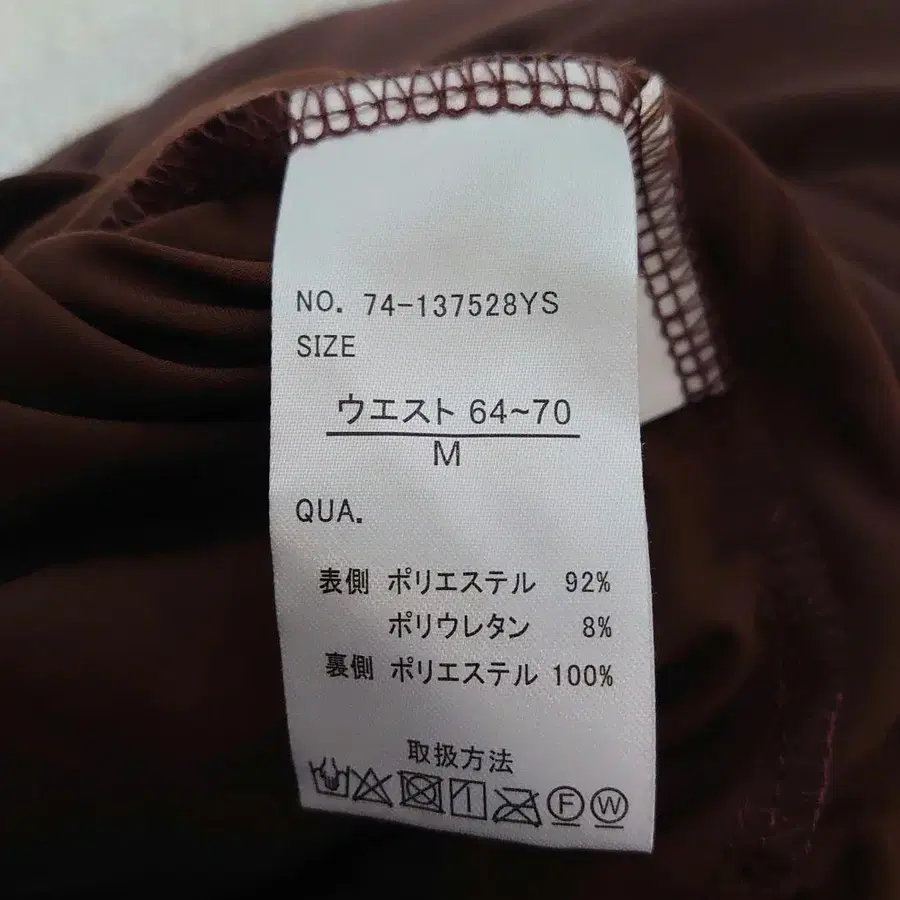 NO. 74-137528YS
SIZE
ウエスト 64~70
M
QUA.
表側 ポリエステル 92%
ポリウレタン 8%
裏側 ポリエステル 100%
取扱方法
F W